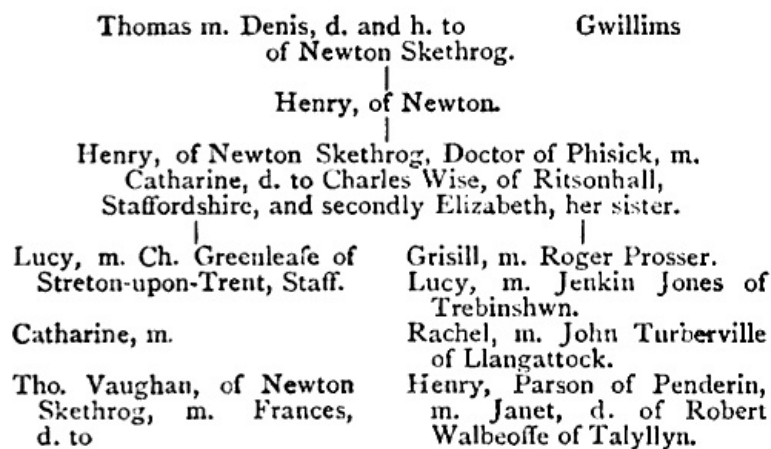 Thomas m. Denis, d. and h. to Gwillims
of Newton Skethrog.
Henry, of Newton.
Henry, of Newton Skethrog, Doctor of Phisick, m.
Catharine, d. to Charles Wise, of Ritsonhall,
Staffordshire, and secondly Elizabeth, her sister.
Lucy, m. Ch. Greenleafe of
Streton-upon-Trent, Staff.
Catharine, m.
Tho. Vaughan, of Newton
Skethrog, m. Frances,
d. to
Grisill, m. Roger Prosser.
Lucy, m. Jenkin Jones of
Trebinshwn.
Rachel, m. John Turberville
of Llangattock.
Henry, Parson of Penderin,
m. Janet, d. of Robert
Walbeoffe of Talyllyn.